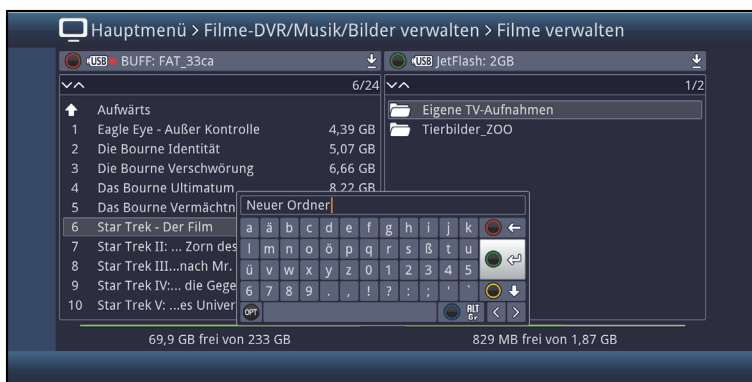 Hauptmenü > Filme-DVR/Musik/Bilder verwalten > Filme verwalten
USB BUFF: FAT_33ca
6/24
Aufwärts
1 Eagle Eye - Außer Kontrolle 4,39 GB
2 Die Bourne Identität 5,07 GB
3 Die Bourne Verschwörung 6,66 GB
4 Das Bourne Ultimatum 8,22 GB
5 Das Bourne Vermächtn
6 Star Trek - Der Film
7 Star Trek II: ... Zorn des
8 Star Trek III...nach Mr.
9 Star Trek IV:... die Gege
10 Star Trek V: ...es Univer
69,9 GB frei von 233 GB
USB JetFlash: 2GB
1/2
Eigene TV-Aufnahmen
Tierbilder_ZOO
829 MB frei von 1,87 GB
Neuer Ordner
a ä b c d e f g h i j k
l m n o ö p q r s ß t u
ü v w x y z 0 1 2 3 4 5
6 7 8 9 . , ! ? : ; ' `
OPT ALT Gr < >